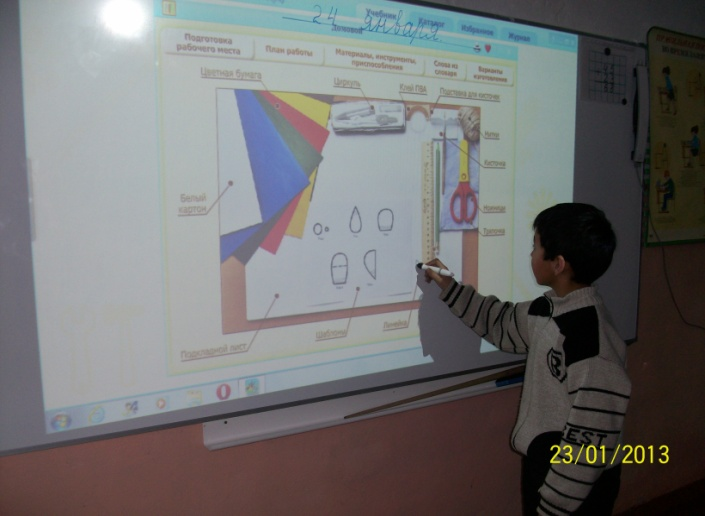 24 января.
Учебник Каталог Избранное Журнал
Подготовка рабочего места
План работы
Материалы, инструменты, приспособления
Слова из словаря
Варианты изготовления
Цветная бумага
Циркуль
Клей ПВА
Подставка для кисточек
Нитки
Кисточка
Белый картон
Ножницы
Тряпочка
Подкладной лист
Шаблоны
Линейка
EEST
23/01/2013